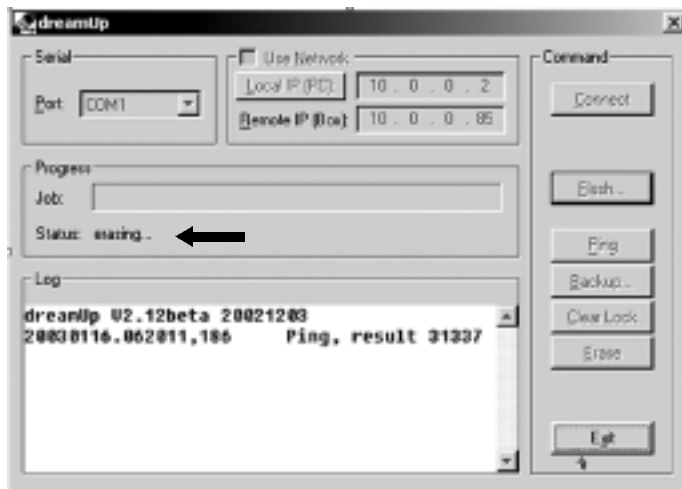 dreamUp
Serial
Port: COM1
Use Network
Local IP (PC): 10 . 0 . 0 . 2
Remote IP (Box): 10 . 0 . 0 . 85
Command
Connect
Flash ..
Ping
Backup...
Clear Lock
Erase
Exit
Progress
Job:
Status: erasing...
Log
dreamUp V2.12beta 20021203
20030116.062011,186 Ping, result 31337